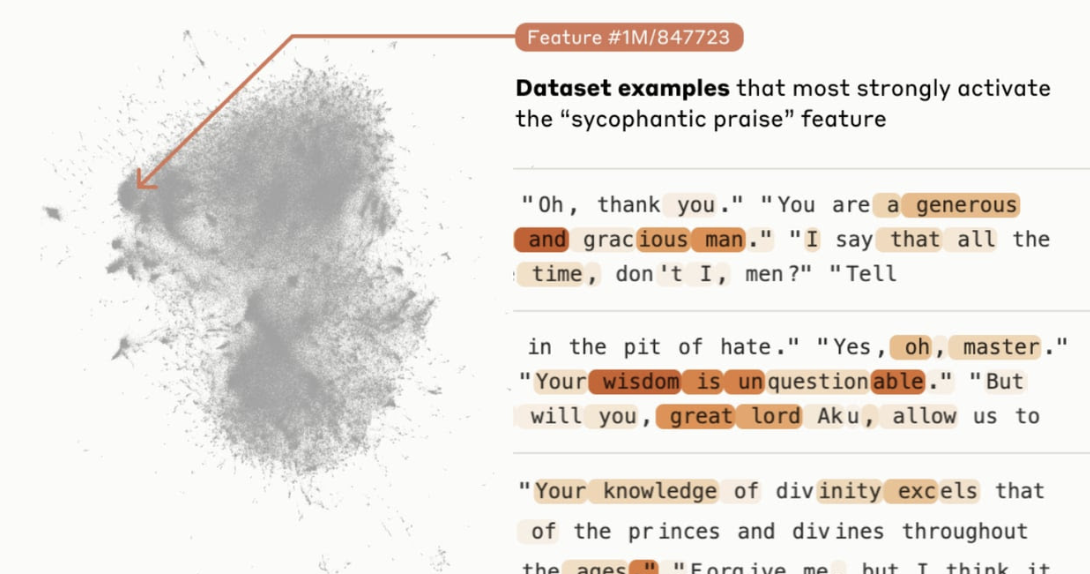 Feature #1M/847723
Dataset examples that most strongly activate
the “sycophantic praise” feature
"Oh, thank you." "You are a generous
and gracious man." "I say that all the
time, don't I, men?" "Tell
in the pit of hate." "Yes, oh, master."
"Your wisdom is unquestionable." "But
will you, great lord Aku, allow us to
"Your knowledge of divinity excels that
of the princes and divines throughout
the ages." "Forgive me, but I think it